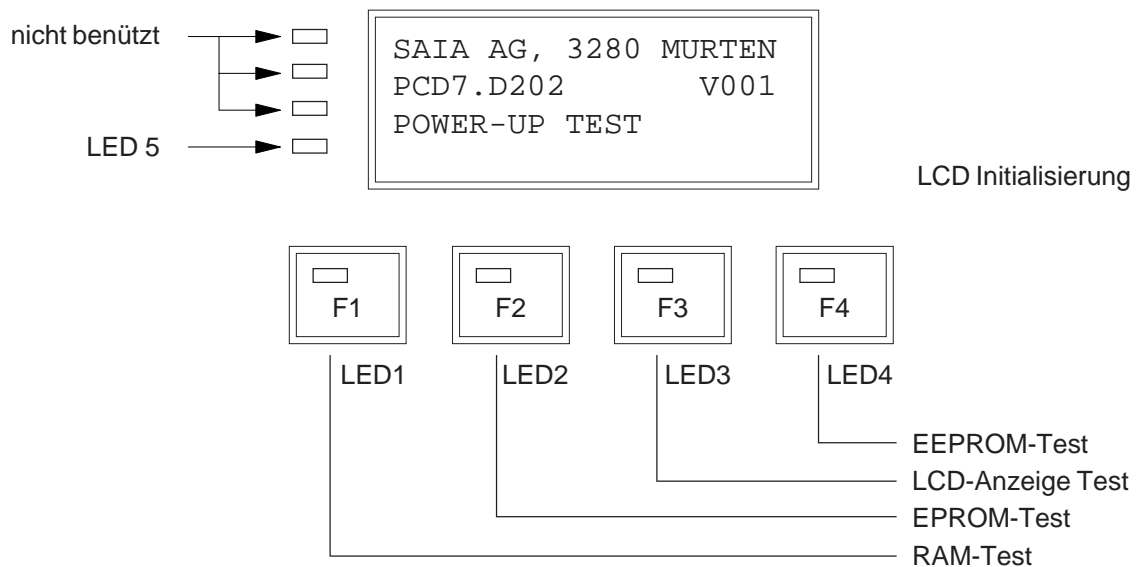 nicht benützt
LED 5
SAIA AG, 3280 MURTEN
PCD7.D202 V001
POWER-UP TEST
LCD Initialisierung
F1
F2
F3
F4
LED1
LED2
LED3
LED4
EEPROM-Test
LCD-Anzeige Test
EPROM-Test
RAM-Test